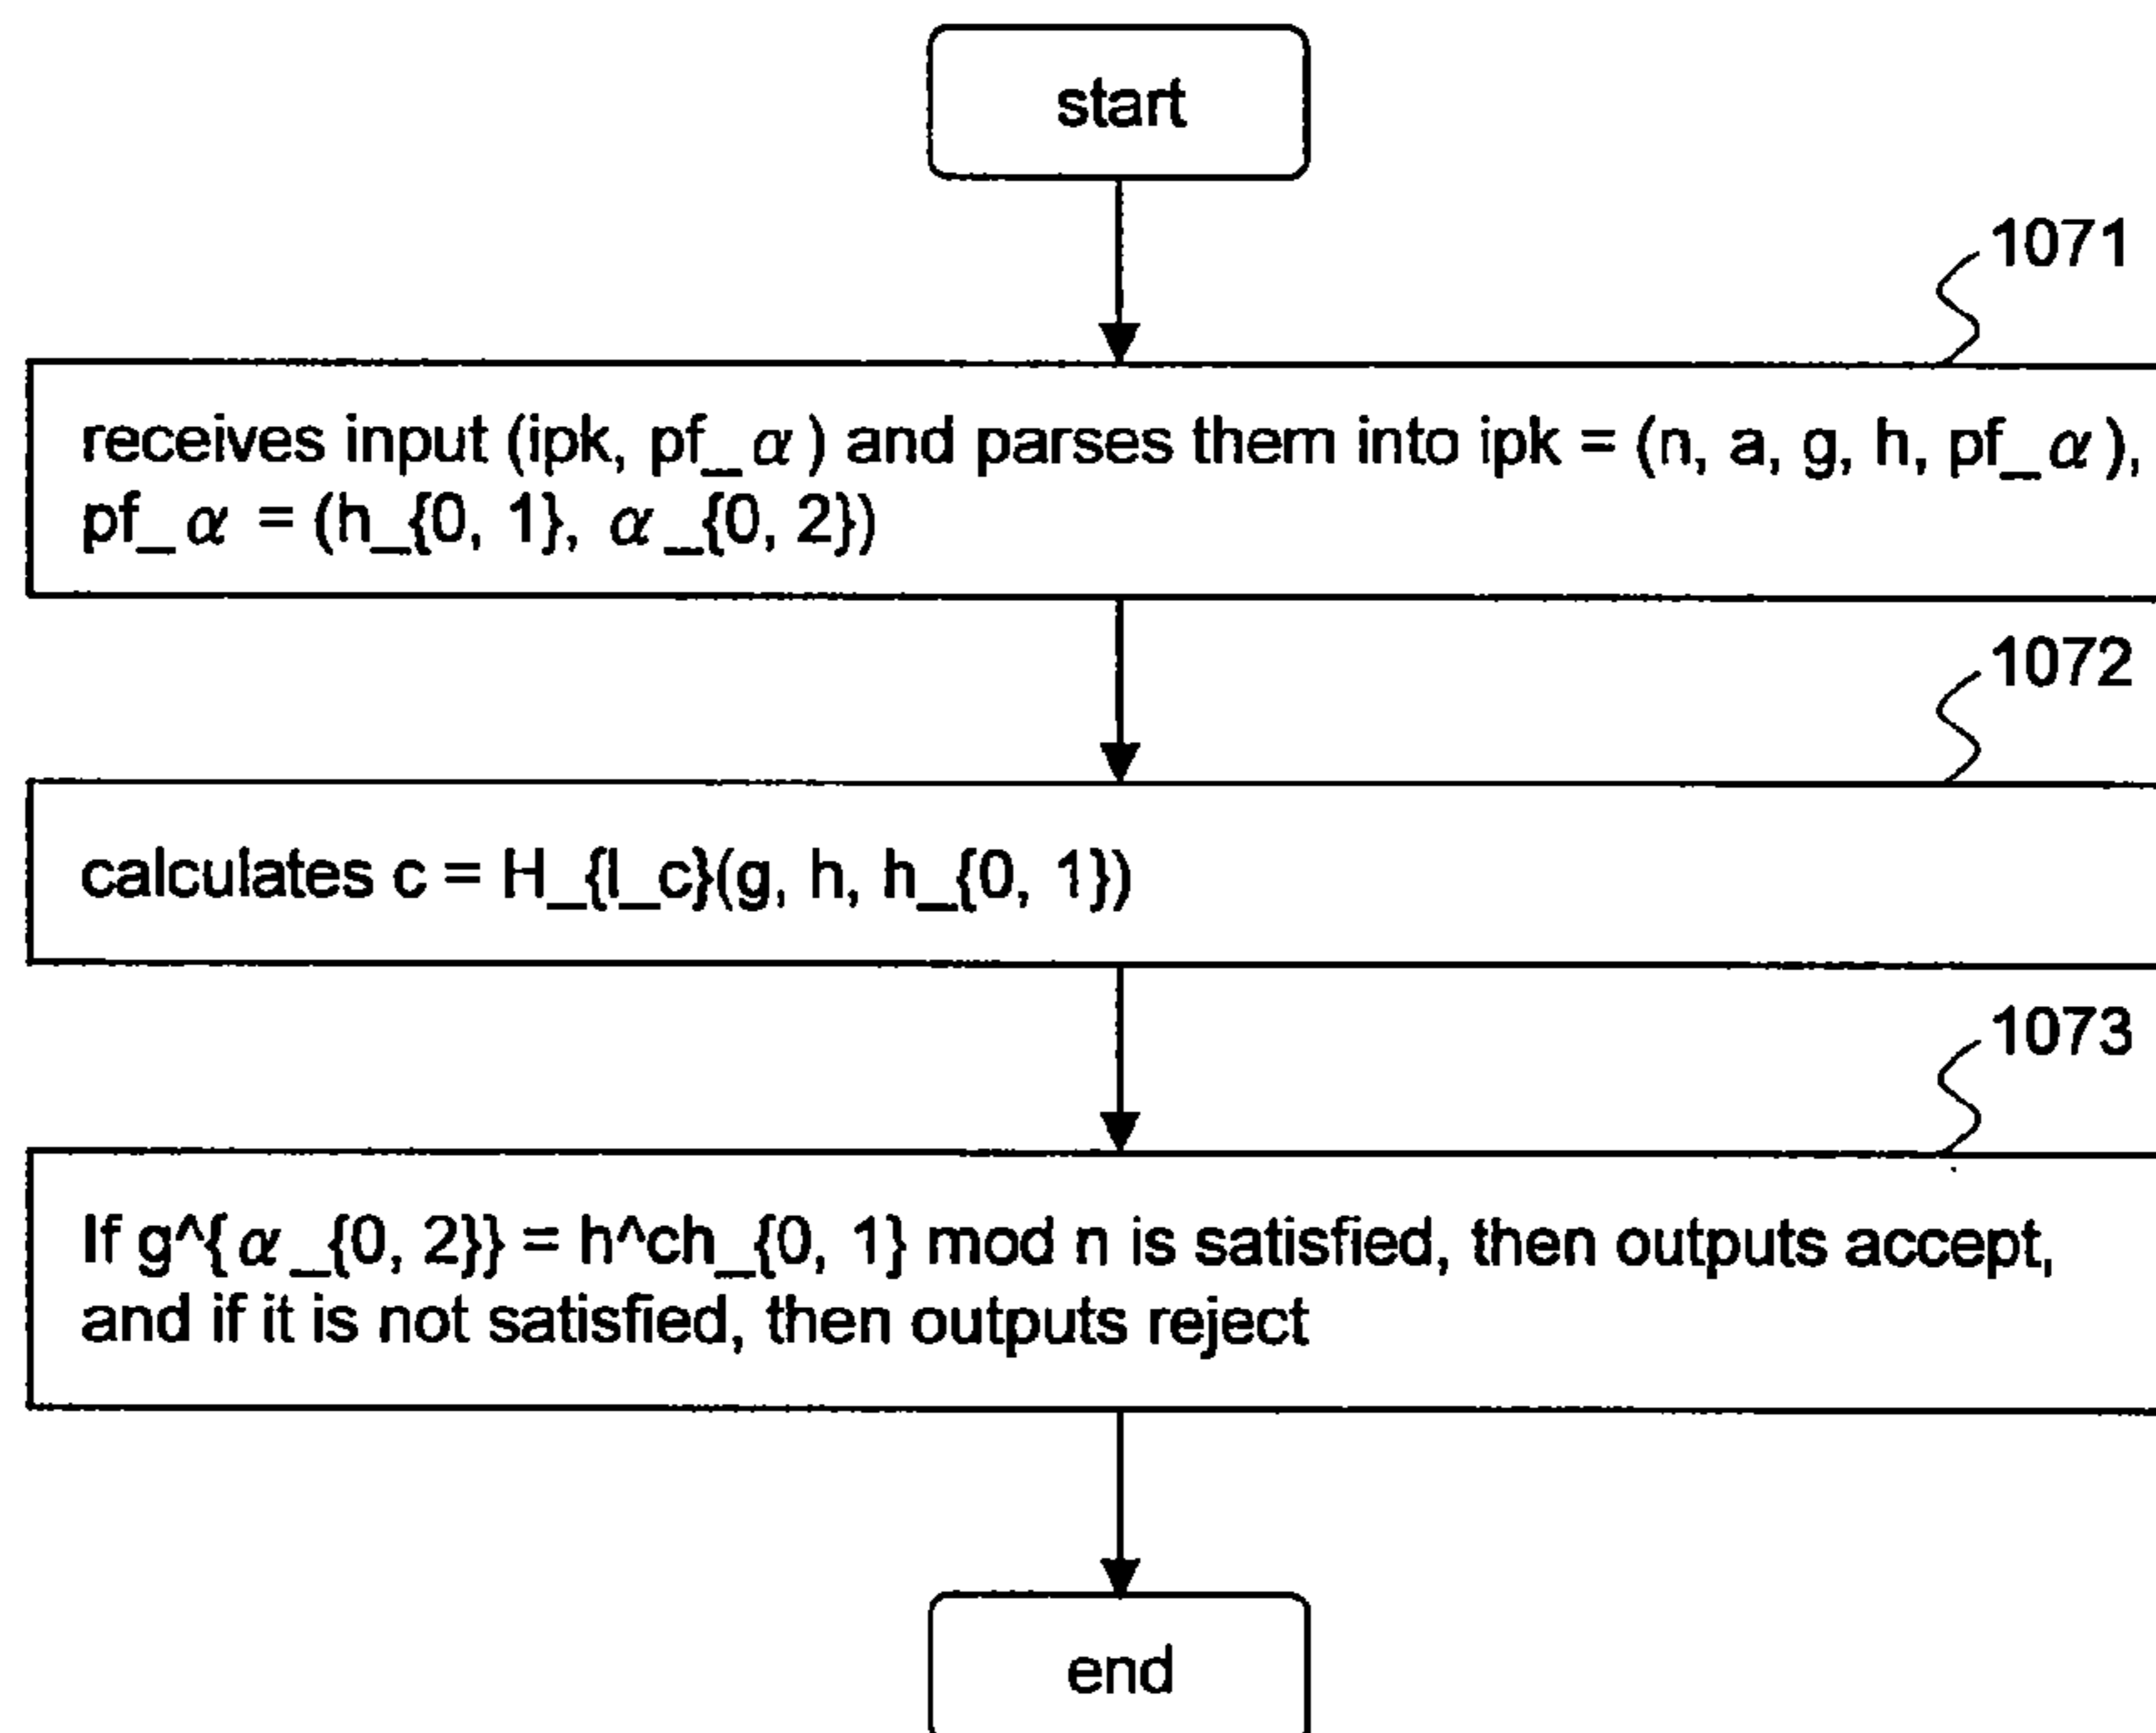 start
1071
receives input (ipk, pf_α) and parses them into ipk = (n, a, g, h, pf_α),
pf_α = (h_{0, 1}, α_{0, 2})
1072
calculates c = H_{l_c}(g, h, h_{0, 1})
1073
If g^{α_{0, 2}} = h^ch_{0, 1} mod n is satisfied, then outputs accept,
and if it is not satisfied, then outputs reject
end